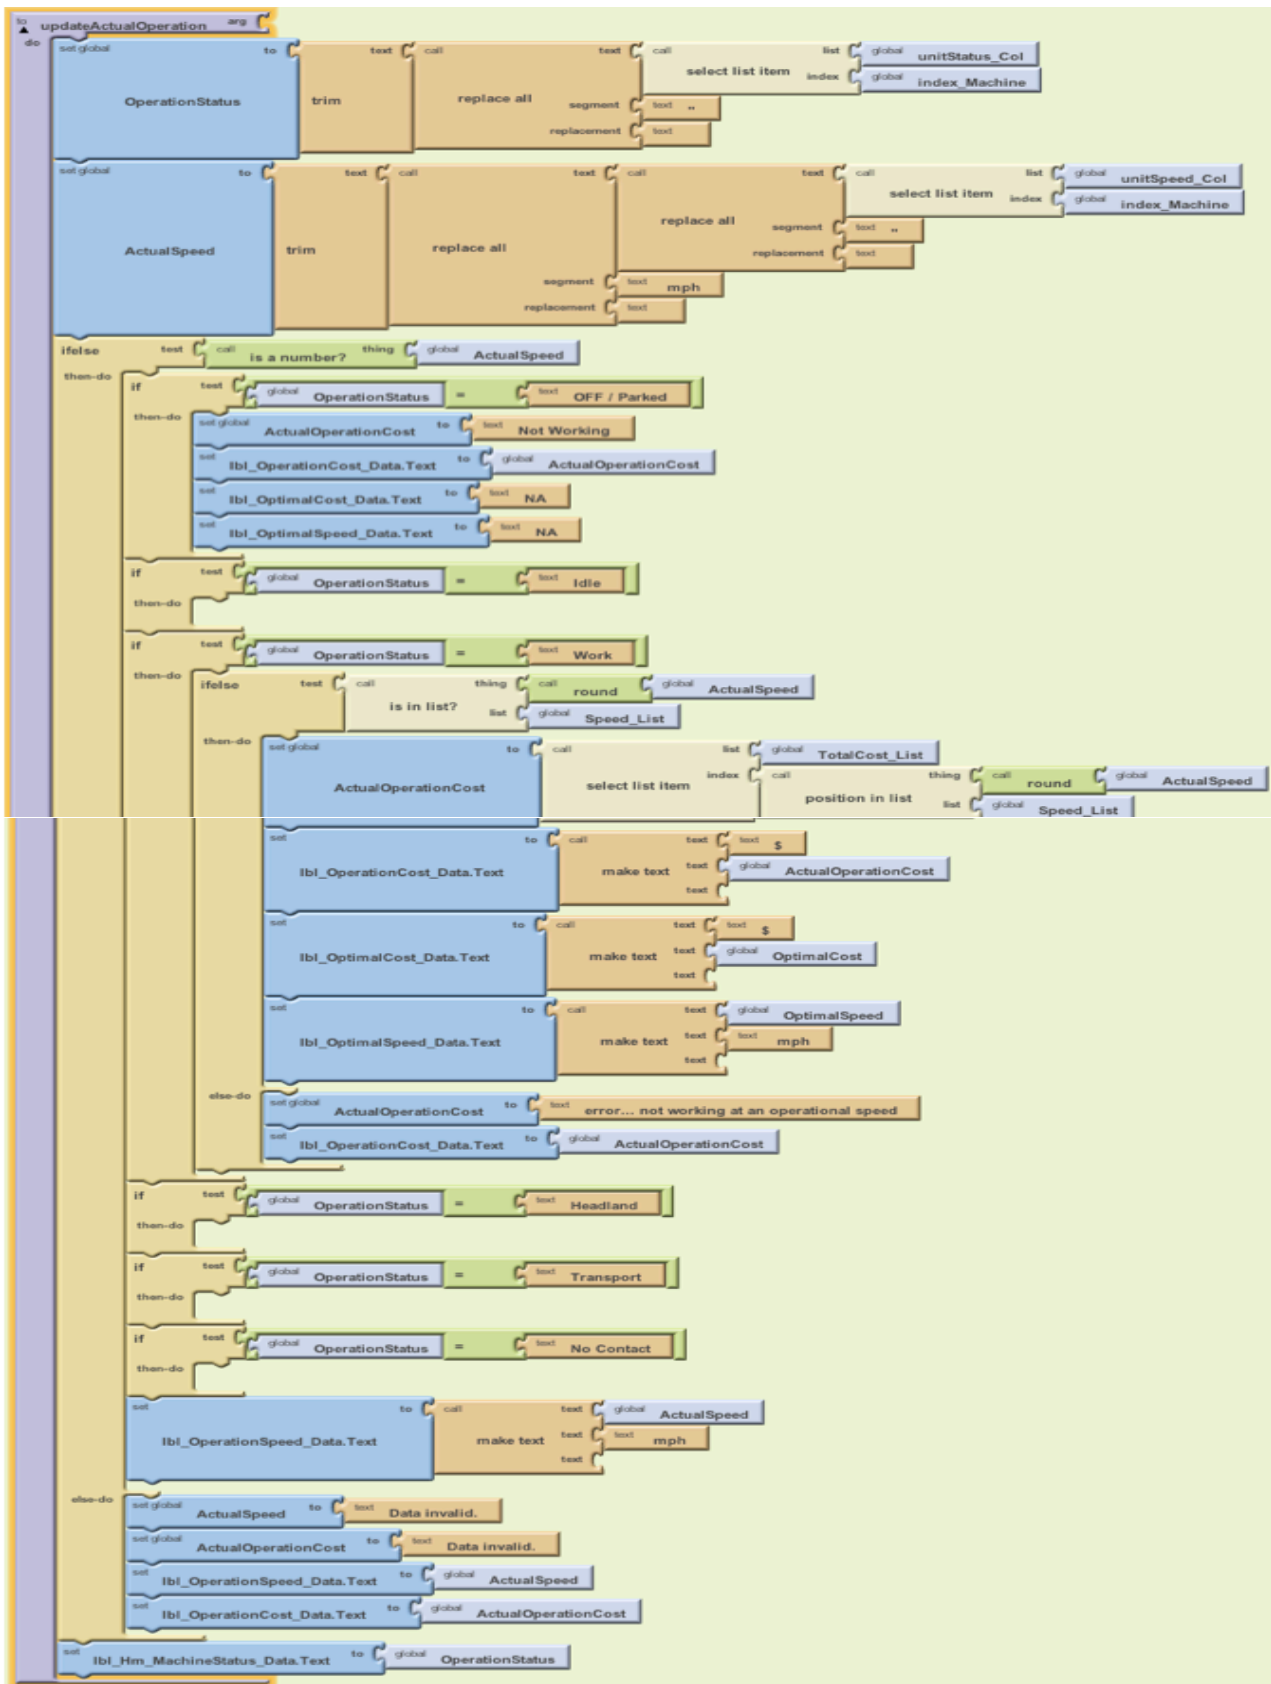 to updateActualOperation arg
do set global OperationStatus to trim text call replace all text call select list item list global unitStatus_Col
index global index_Machine
segment text "
replacement text
set global ActualSpeed to trim text call replace all text call replace all text call select list item list global unitSpeed_Col
index global index_Machine
segment text "
replacement text
segment text mph
replacement text
ifelse test call is a number? thing global ActualSpeed
then-do if test global OperationStatus = text OFF / Parked
then-do set global ActualOperationCost to text Not Working
set lbl_OperationCost_Data.Text to global ActualOperationCost
set lbl_OptimalCost_Data.Text to text NA
set lbl_OptimalSpeed_Data.Text to text NA
if test global OperationStatus = text Idle
then-do
if test global OperationStatus = text Work
then-do ifelse test call is in list? thing call round global ActualSpeed
list global Speed_List
then-do set global ActualOperationCost to call select list item list global TotalCost_List
index call position in list thing call round global ActualSpeed
list global Speed_List
set lbl_OperationCost_Data.Text to call make text text text $
text global ActualOperationCost
text
set lbl_OptimalCost_Data.Text to call make text text text $
text global OptimalCost
text
set lbl_OptimalSpeed_Data.Text to call make text text global OptimalSpeed
text text mph
text
else-do set global ActualOperationCost to text error... not working at an operational speed
set lbl_OperationCost_Data.Text to global ActualOperationCost
if test global OperationStatus = text Headland
then-do
if test global OperationStatus = text Transport
then-do
if test global OperationStatus = text No Contact
then-do
set lbl_OperationSpeed_Data.Text to call make text text global ActualSpeed
text text mph
text
else-do set global ActualSpeed to text Data invalid.
set global ActualOperationCost to text Data invalid.
set lbl_OperationSpeed_Data.Text to global ActualSpeed
set lbl_OperationCost_Data.Text to global ActualOperationCost
set lbl_Hm_MachineStatus_Data.Text to global OperationStatus